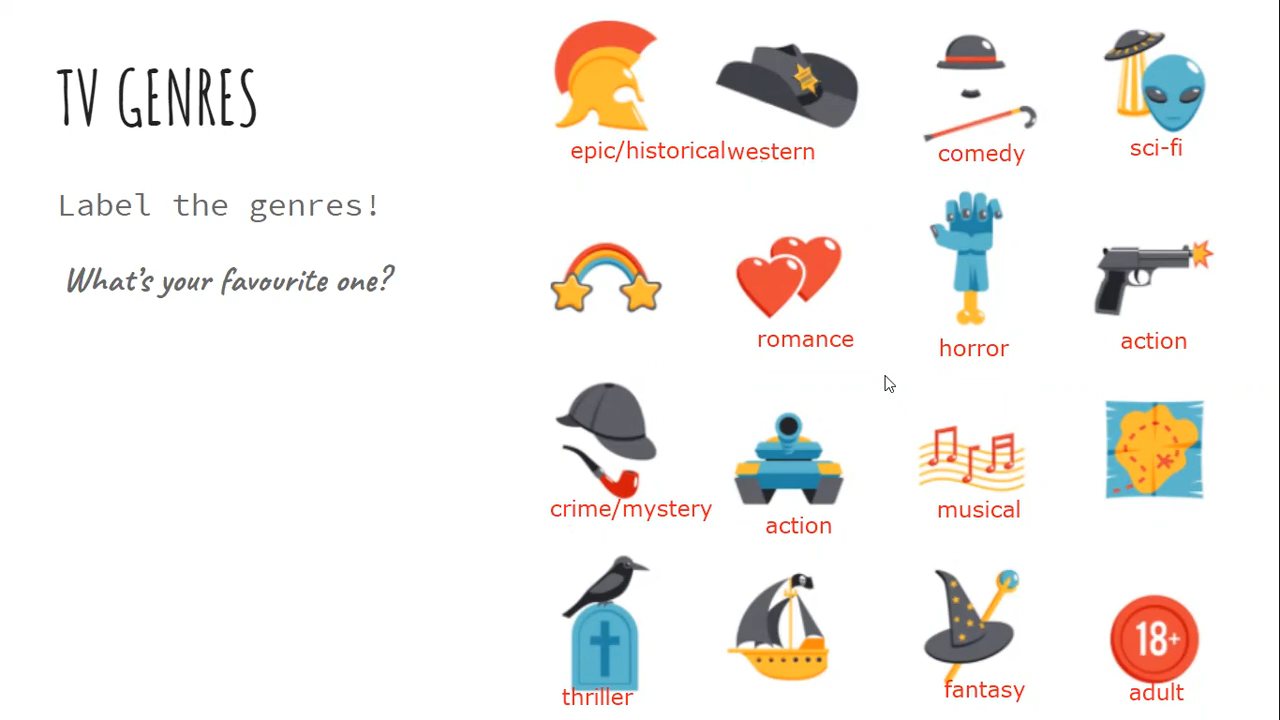 TV GENRES
Label the genres!
What's your favourite one?
epic/historical
western
comedy
sci-fi
romance
horror
action
crime/mystery
action
musical
thriller
fantasy
18+
adult